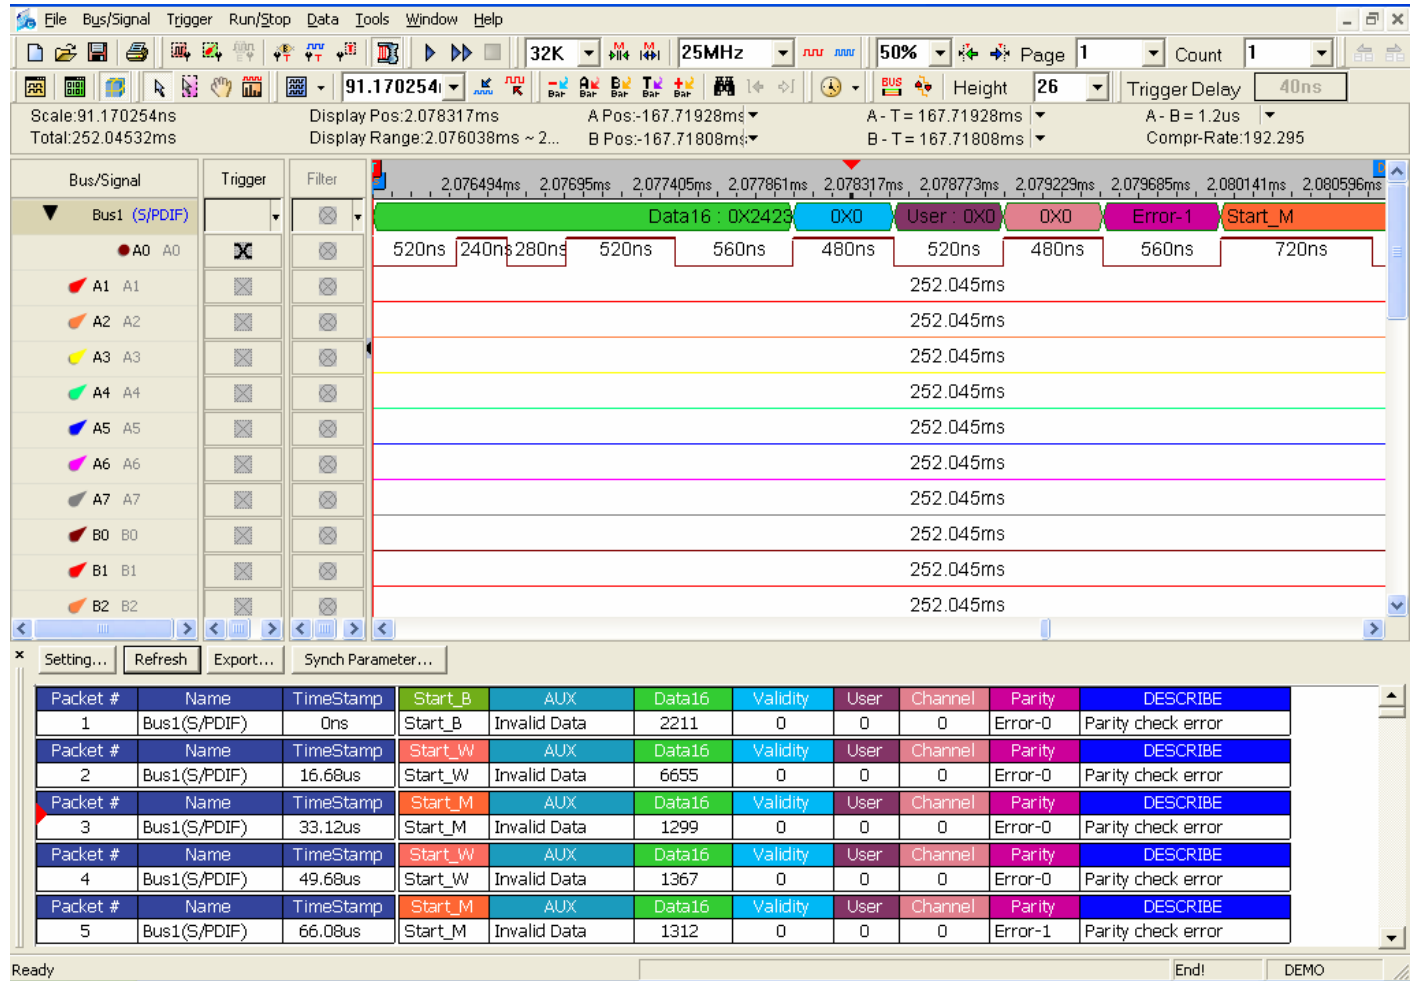 File Bus/Signal Trigger Run/Stop Data Tools Window Help
32K 25MHz 50% Page 1 Count 1
91.170254 Bar Bar Bar Bar Bar BUS Height 26 Trigger Delay 40ns
Scale:91.170254ns Display Pos:2.078317ms A Pos:-167.71928ms A - T = 167.71928ms A - B = 1.2us
Total:252.04532ms Display Range:2.076038ms ~ 2... B Pos:-167.71808ms B - T = 167.71808ms Compr-Rate:192.295
Bus/Signal Trigger Filter 2.076494ms 2.07695ms 2.077405ms 2.077861ms 2.078317ms 2.078773ms 2.079229ms 2.079685ms 2.080141ms 2.080596ms
Bus1 (S/PDIF) Data16 : 0X2423 0X0 User : 0X0 0X0 Error-1 Start_M
A0 A0 520ns 240ns 280ns 520ns 560ns 480ns 520ns 480ns 560ns 720ns
A1 A1 252.045ms
A2 A2 252.045ms
A3 A3 252.045ms
A4 A4 252.045ms
A5 A5 252.045ms
A6 A6 252.045ms
A7 A7 252.045ms
B0 B0 252.045ms
B1 B1 252.045ms
B2 B2 252.045ms
Setting... Refresh Export... Synch Parameter...
Packet # Name TimeStamp Start_B AUX Data16 Validity User Channel Parity DESCRIBE
1 Bus1(S/PDIF) 0ns Start_B Invalid Data 2211 0 0 0 Error-0 Parity check error
Packet # Name TimeStamp Start_W AUX Data16 Validity User Channel Parity DESCRIBE
2 Bus1(S/PDIF) 16.68us Start_W Invalid Data 6655 0 0 0 Error-0 Parity check error
Packet # Name TimeStamp Start_M AUX Data16 Validity User Channel Parity DESCRIBE
3 Bus1(S/PDIF) 33.12us Start_M Invalid Data 1299 0 0 0 Error-0 Parity check error
Packet # Name TimeStamp Start_W AUX Data16 Validity User Channel Parity DESCRIBE
4 Bus1(S/PDIF) 49.68us Start_W Invalid Data 1367 0 0 0 Error-0 Parity check error
Packet # Name TimeStamp Start_M AUX Data16 Validity User Channel Parity DESCRIBE
5 Bus1(S/PDIF) 66.08us Start_M Invalid Data 1312 0 0 0 Error-1 Parity check error
Ready End! DEMO